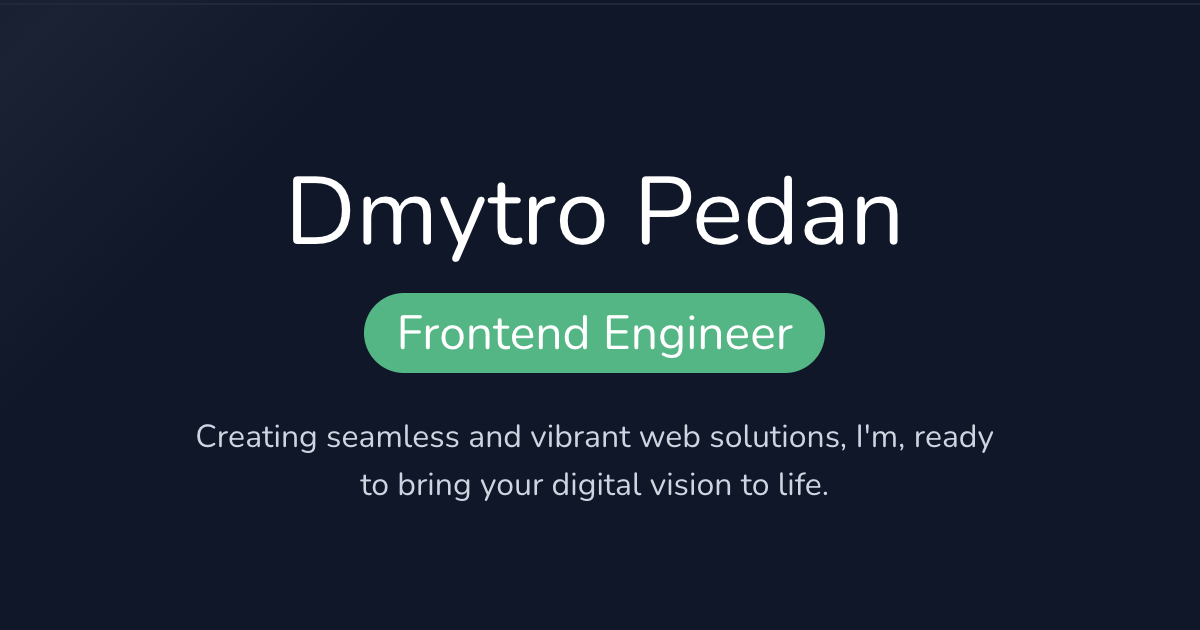 Dmytro Pedan
Frontend Engineer
Creating seamless and vibrant web solutions, I'm, ready
to bring your digital vision to life.